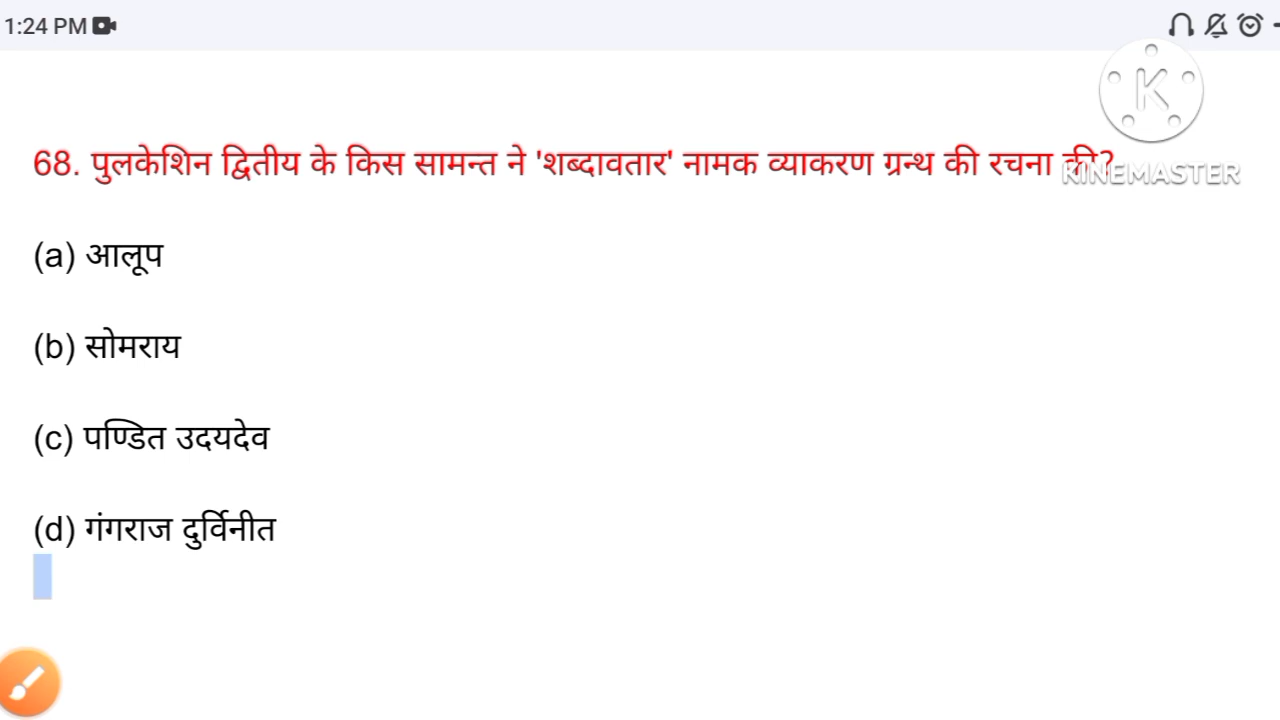 1:24 PM
68. पुलकेशिन द्वितीय के किस सामन्त ने 'शब्दावतार' नामक व्याकरण ग्रन्थ की रचना की?
K
KINEMASTER
(a) आलूप
(b) सोमराय
(c) पण्डित उदयदेव
(d) गंगराज दुर्विनीत